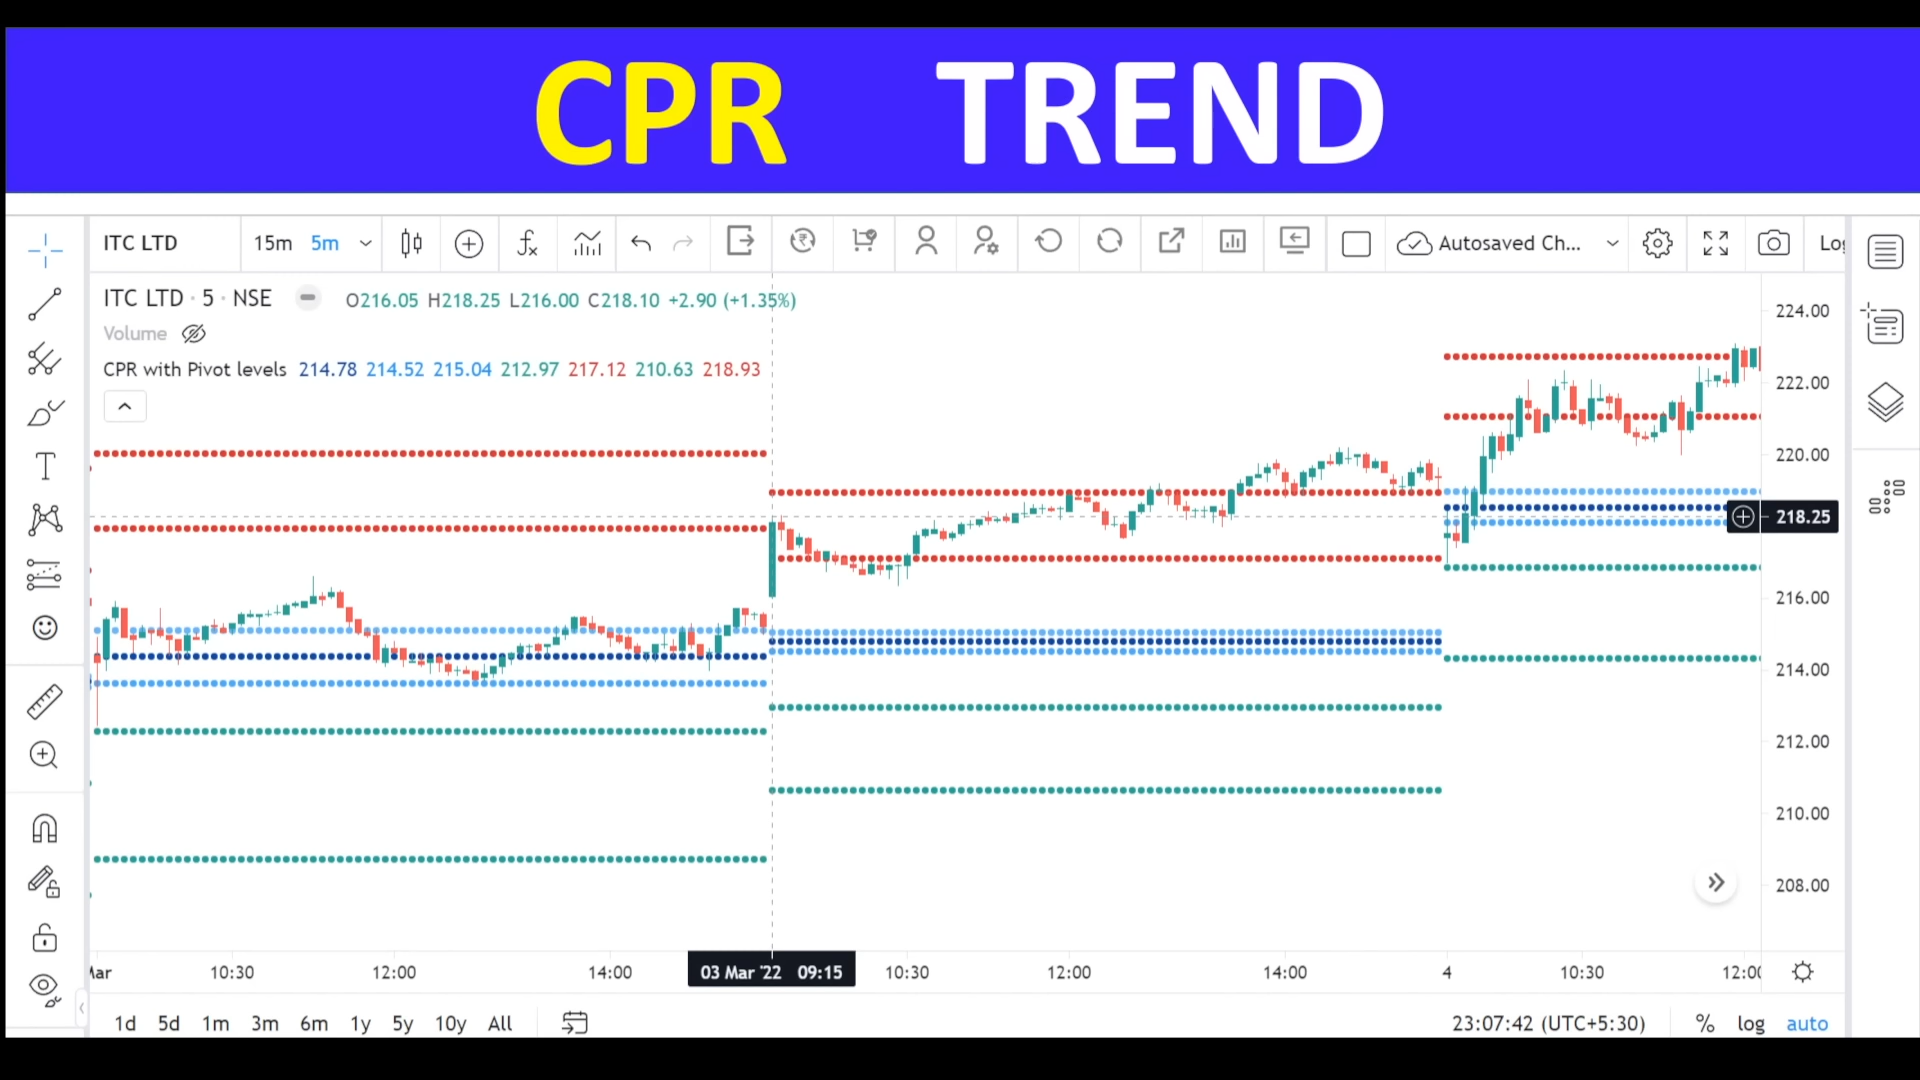 CPR TREND
ITC LTD 15m 5m Autosaved Ch...
ITC LTD · 5 · NSE O216.05 H218.25 L216.00 C218.10 +2.90 (+1.35%)
Volume
CPR with Pivot levels 214.78 214.52 215.04 212.97 217.12 210.63 218.93
224.00
222.00
220.00
218.25
216.00
214.00
212.00
210.00
208.00
10:30 12:00 14:00 03 Mar '22 09:15 10:30 12:00 14:00 4 10:30
1d 5d 1m 3m 6m 1y 5y 10y All 23:07:42 (UTC+5:30) % log auto